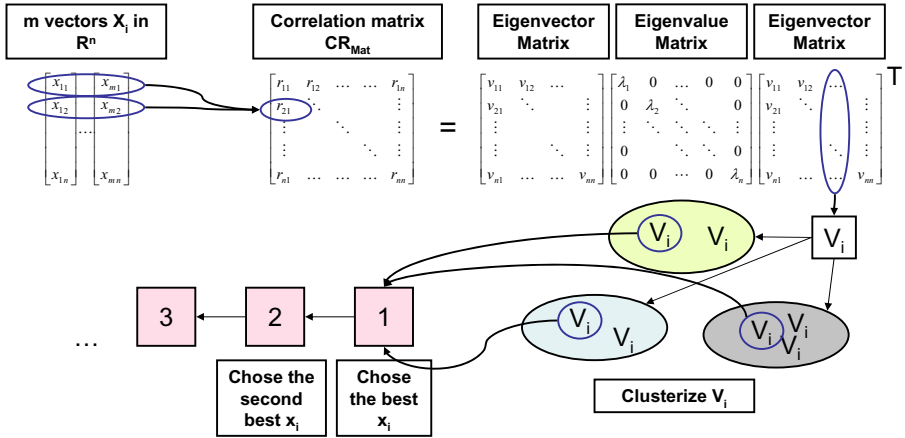 m vectors Xi in
Rⁿ
Correlation matrix
CRMat
Eigenvector
Matrix
Eigenvalue
Matrix
Eigenvector
Matrix
x11 xm1
x12 xm2
...
x1n xmn
r11 r12 … … r1n
r21 ⋱ ⋮
⋮ ⋱ ⋮
⋮ ⋱ ⋮
rn1 … … … rnn
=
v11 v12 …
v21 ⋱ ⋮
⋮ ⋮
⋮ ⋱ ⋮
vn1 … … vnn
λ1 0 … 0 0
0 λ2 ⋱ 0
⋮ ⋱ ⋱ ⋱ ⋮
0 ⋱ ⋱ 0
0 0 … 0 λn
v11 v12 …
v21 ⋱ ⋮
⋮ ⋮
⋮ ⋱ ⋮
vn1 … … vnn
T
Vi
Vi Vi
Vi Vi
Vi Vi
Vi
… 3 2 1
Chose the
second
best xi
Chose
the best
xi
Clusterize Vi